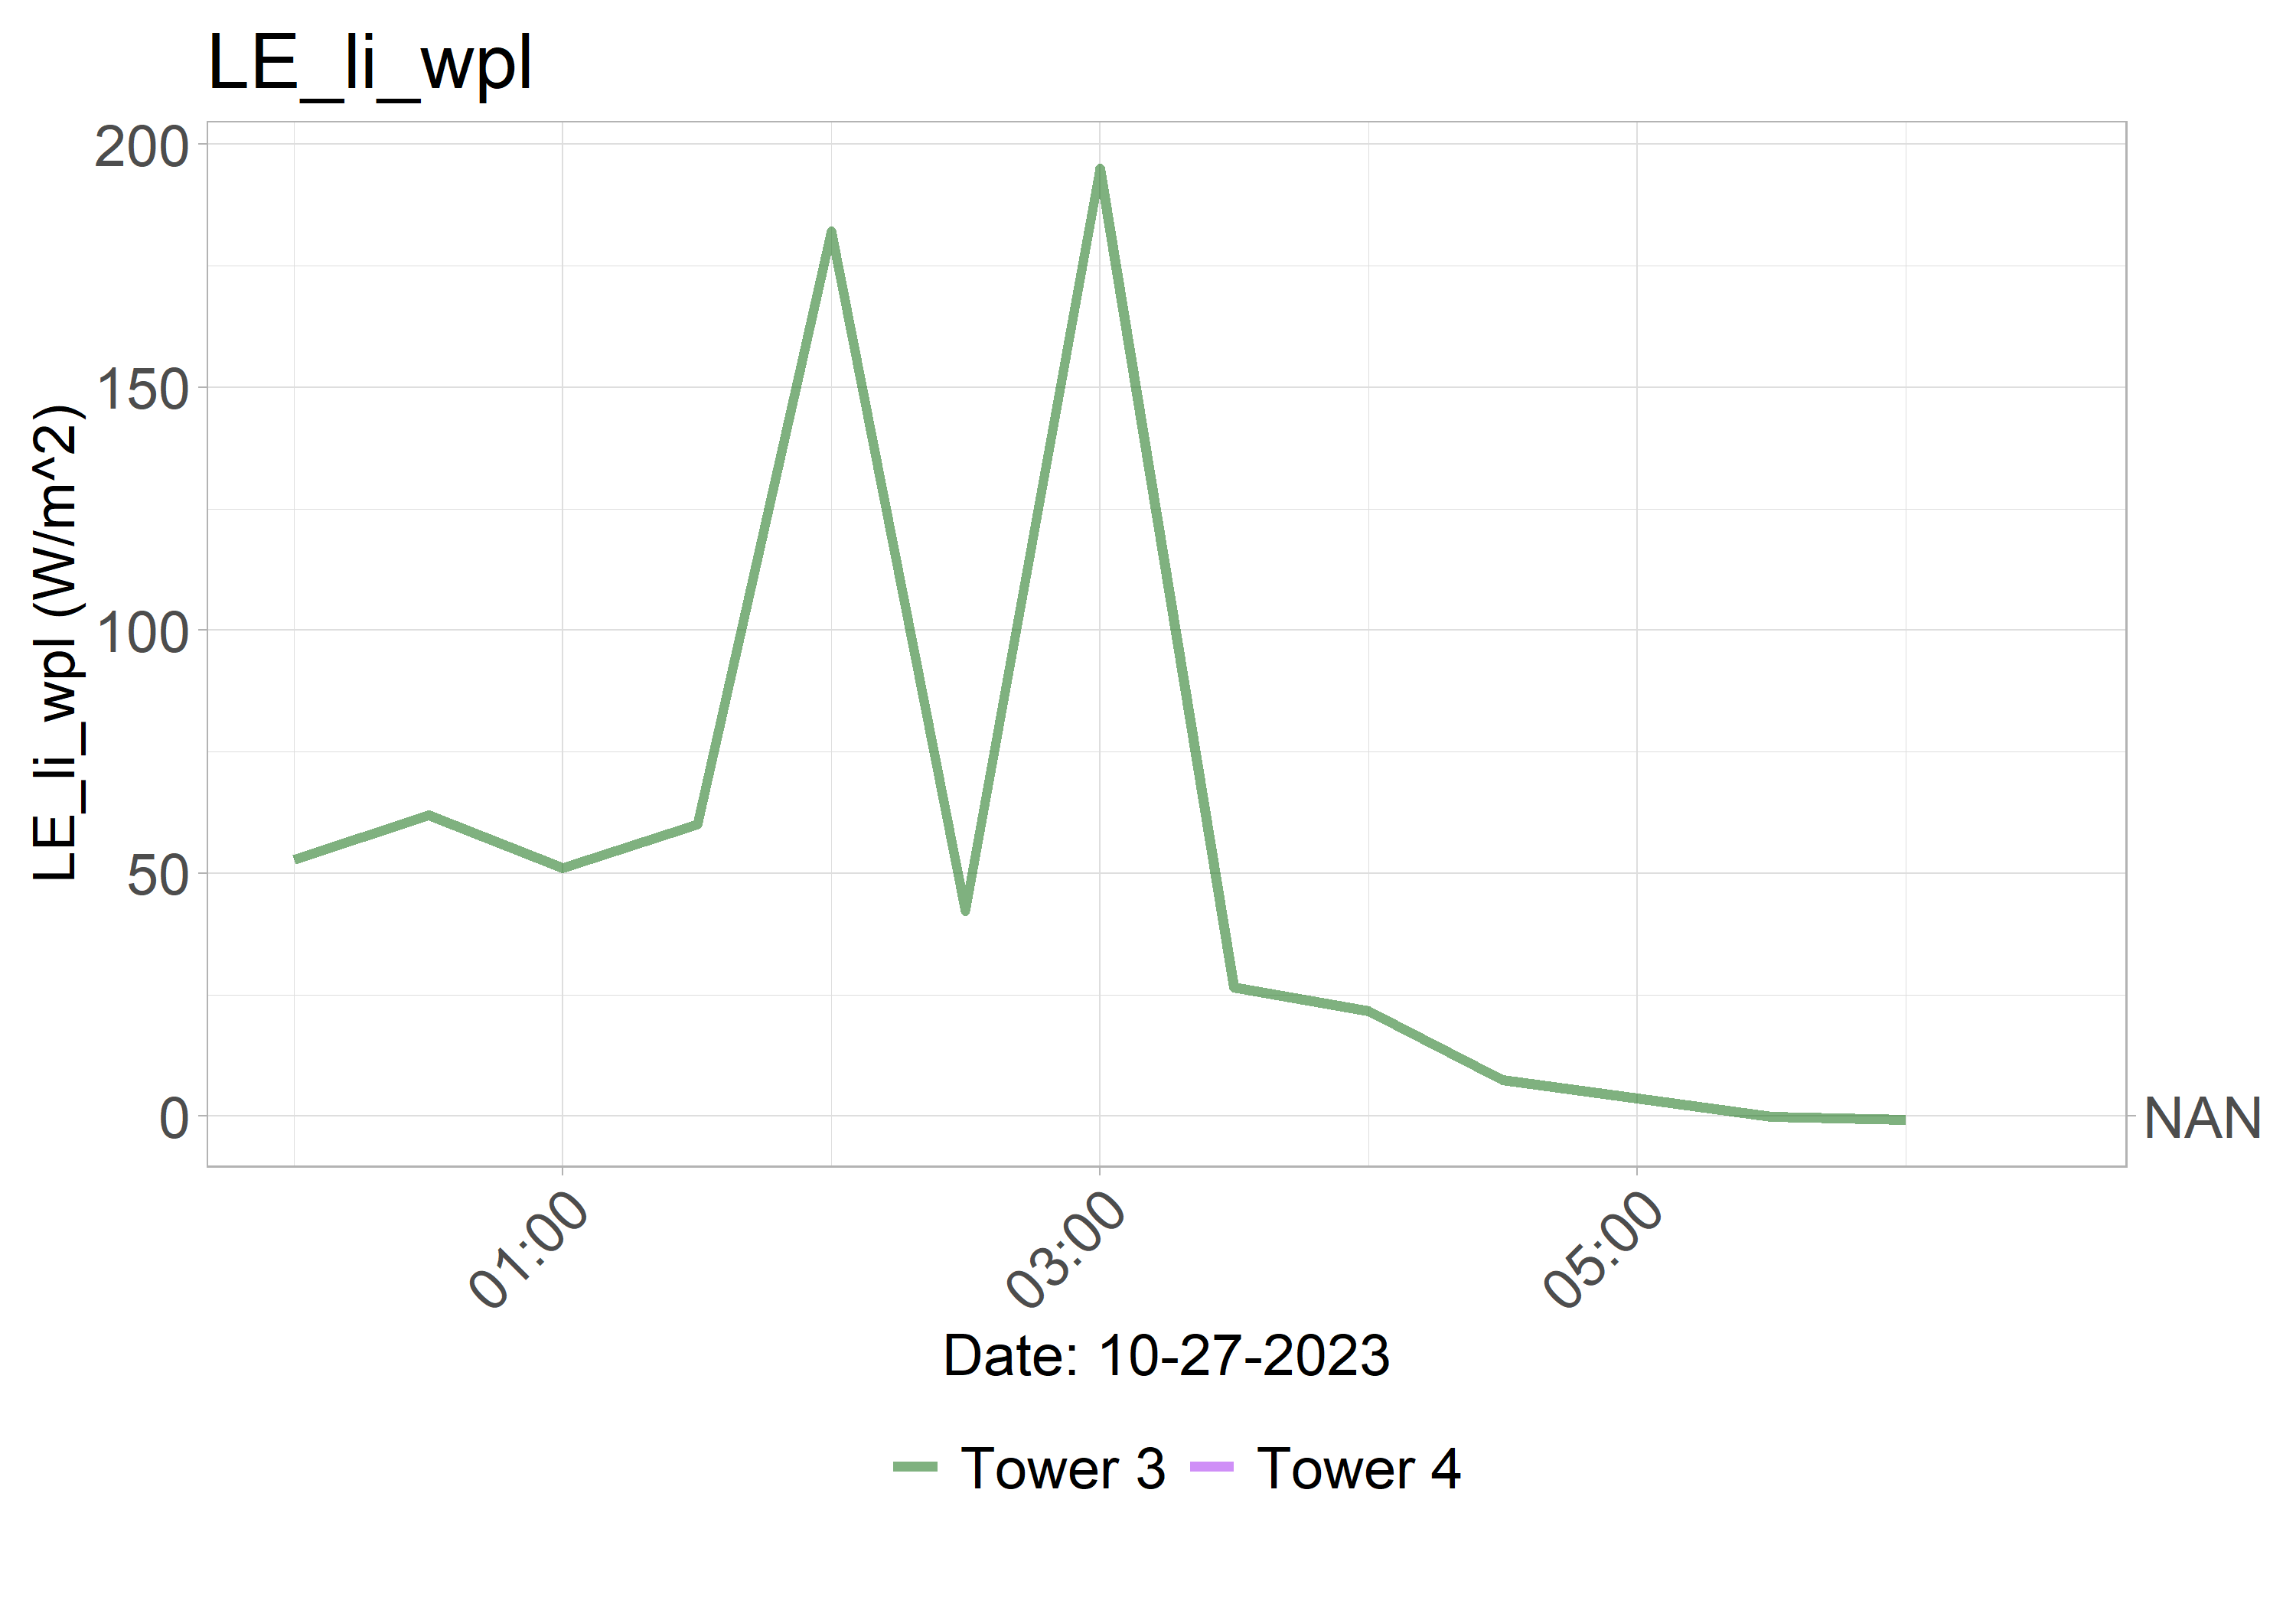 LE_li_wpl
200
150
100
50
0
LE_li_wpl (W/m^2)
NAN
01:00
03:00
05:00
Date: 10-27-2023
Tower 3
Tower 4